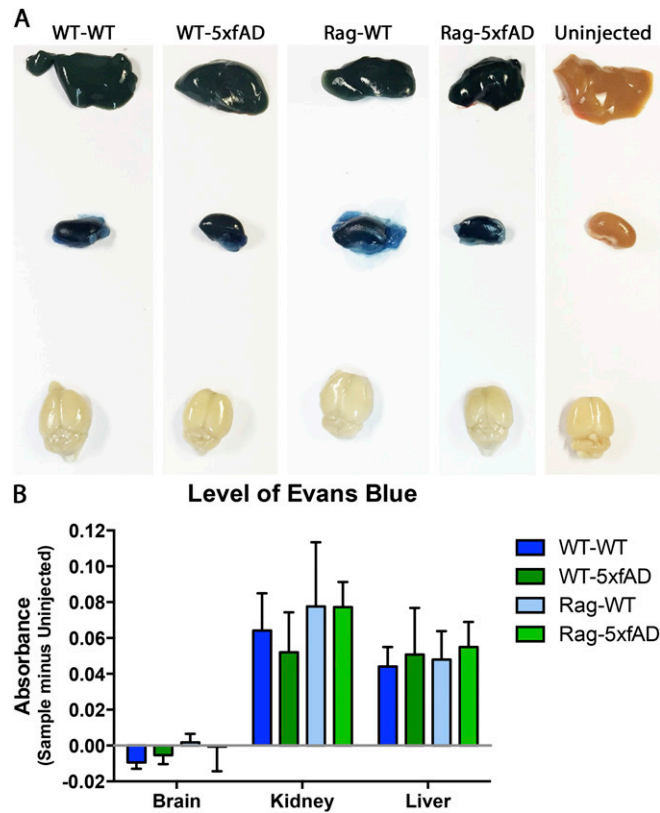 A
WT-WT WT-5xfAD Rag-WT Rag-5xfAD Uninjected
B
Level of Evans Blue
Absorbance
(Sample minus Uninjected)
0.12
0.10
0.08
0.06
0.04
0.02
0.00
-0.02
Brain Kidney Liver
WT-WT
WT-5xfAD
Rag-WT
Rag-5xfAD